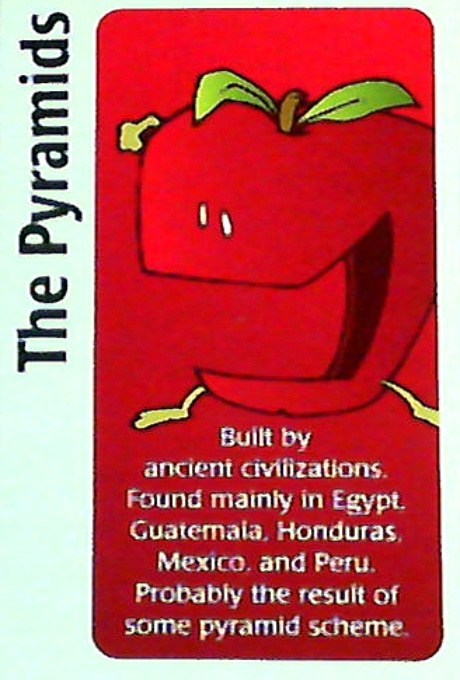 The Pyramids
Built by
ancient civilizations.
Found mainly in Egypt,
Guatemala, Honduras,
Mexico, and Peru.
Probably the result of
some pyramid scheme.